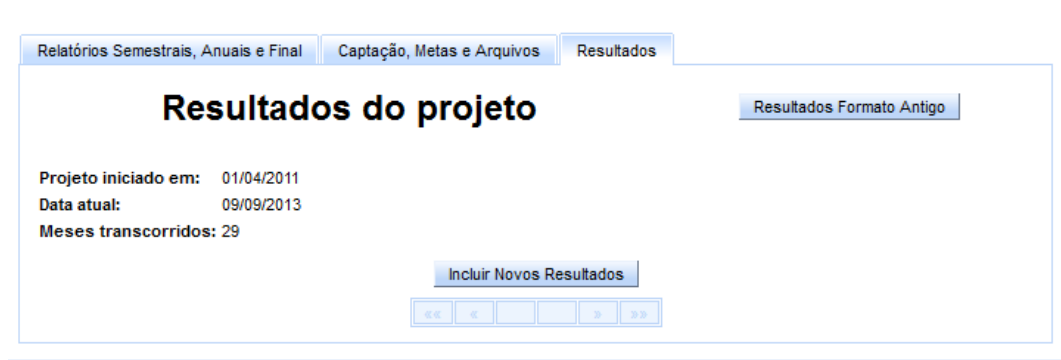 Relatórios Semestrais, Anuais e Final Captação, Metas e Arquivos Resultados
Resultados do projeto Resultados Formato Antigo
Projeto iniciado em: 01/04/2011
Data atual: 09/09/2013
Meses transcorridos: 29
Incluir Novos Resultados
«« « » »»